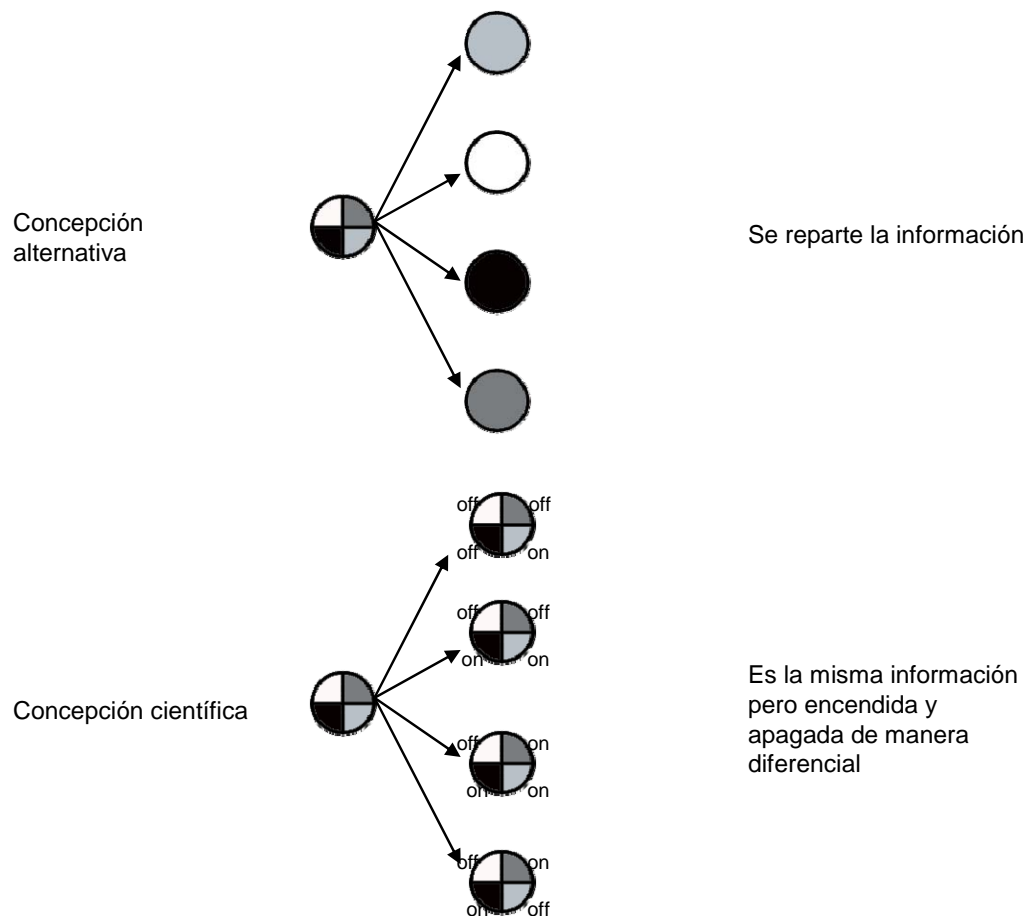 Concepción
alternativa
Se reparte la información
off off
off on
off off
on on
Concepción científica
Es la misma información
pero encendida y
apagada de manera
diferencial
off on
on on
off on
on off